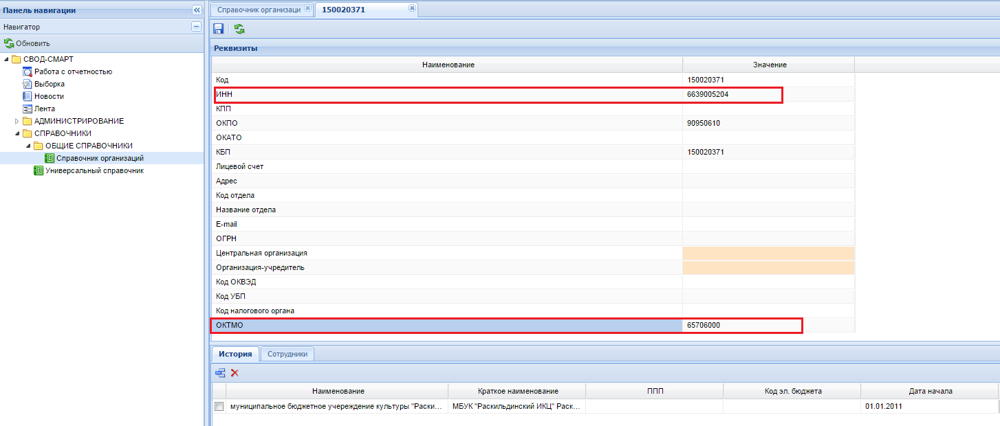 Панель навигации
Навигатор
Обновить
СВОД-СМАРТ
Работа с отчетностью
Выборка
Новости
Лента
АДМИНИСТРИРОВАНИЕ
СПРАВОЧНИКИ
ОБЩИЕ СПРАВОЧНИКИ
Справочник организаций
Универсальный справочник
Справочник организаци 150020371
Реквизиты
Наименование Значение
Код 150020371
ИНН 6639005204
КПП
ОКПО 90950610
ОКАТО
КБП 150020371
Лицевой счет
Адрес
Код отдела
Название отдела
E-mail
ОГРН
Центральная организация
Организация-учредитель
Код ОКВЭД
Код УБП
Код налогового органа
ОКТМО 65706000
История Сотрудники
Наименование Краткое наименование ППП Код эл. бюджета Дата начала
муниципальное бюджетное учереждение культуры "Раски... МБУК "Раскильдинский ИКЦ" Раск... 01.01.2011